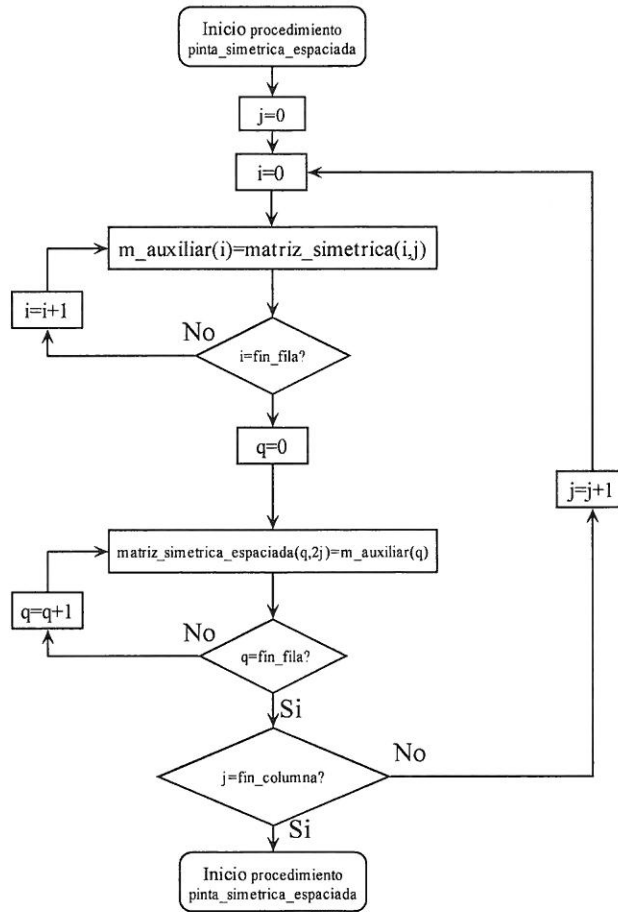 Inicio procedimiento
pinta_simetrica_espaciada
j=0
i=0
m_auxiliar(i)=matriz_simetrica(i,j)
i=i+1
No
i=fin_fila?
q=0
j=j+1
matriz_simetrica_espaciada(q,2j)=m_auxiliar(q)
q=q+1
No
q=fin_fila?
Si
No
j=fin_columna?
Si
Inicio procedimiento
pinta_simetrica_espaciada